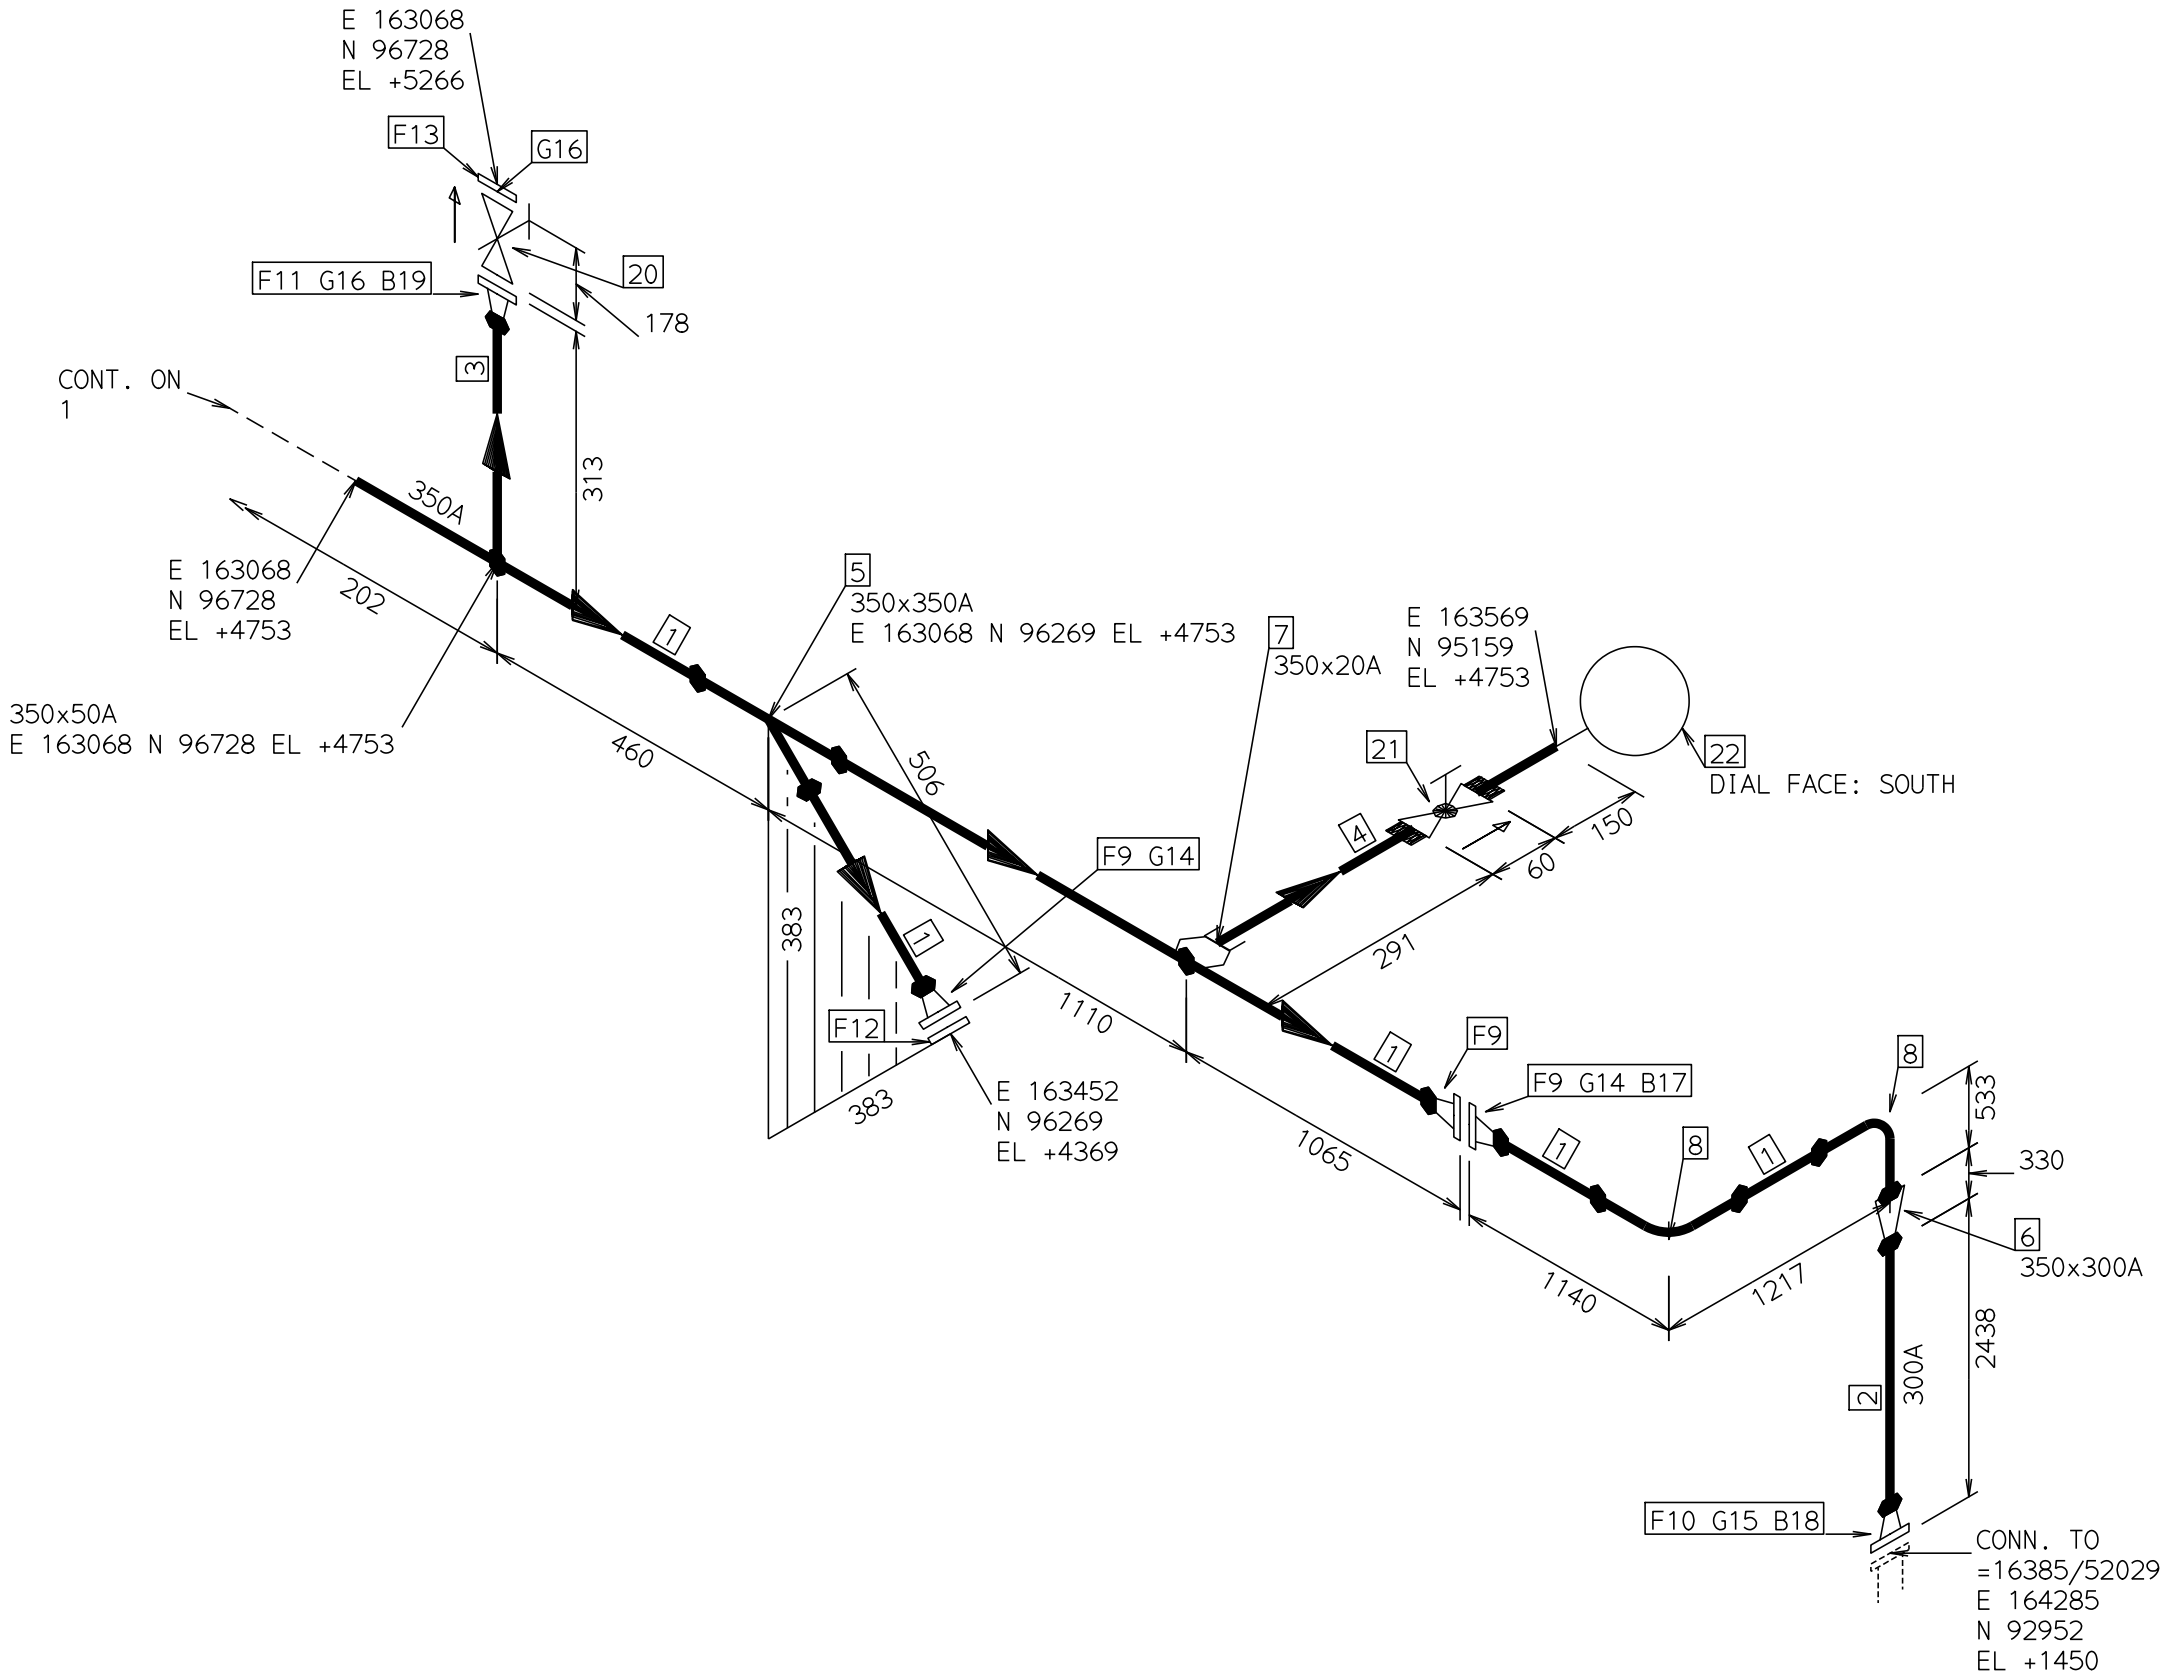 E 163068
N 96728
EL +5266
F13
G16
F11 G16 B19
20
178
3
CONT. ON
1
313
350A
E 163068
N 96728
EL +4753
202
350x50A
E 163068 N 96728 EL +4753
460
1
5
350x350A
E 163068 N 96269 EL +4753
506
7
350x20A
E 163569
N 95159
EL +4753
21
22
DIAL FACE: SOUTH
4
150
60
291
F9 G14
383
1
F12
383
E 163452
N 96269
EL +4369
1110
1
F9
F9 G14 B17
1065
1
8
1
8
533
330
6
350x300A
1140
1217
2438
300A
2
F10 G15 B18
CONN. TO
=16385/52029
E 164285
N 92952
EL +1450